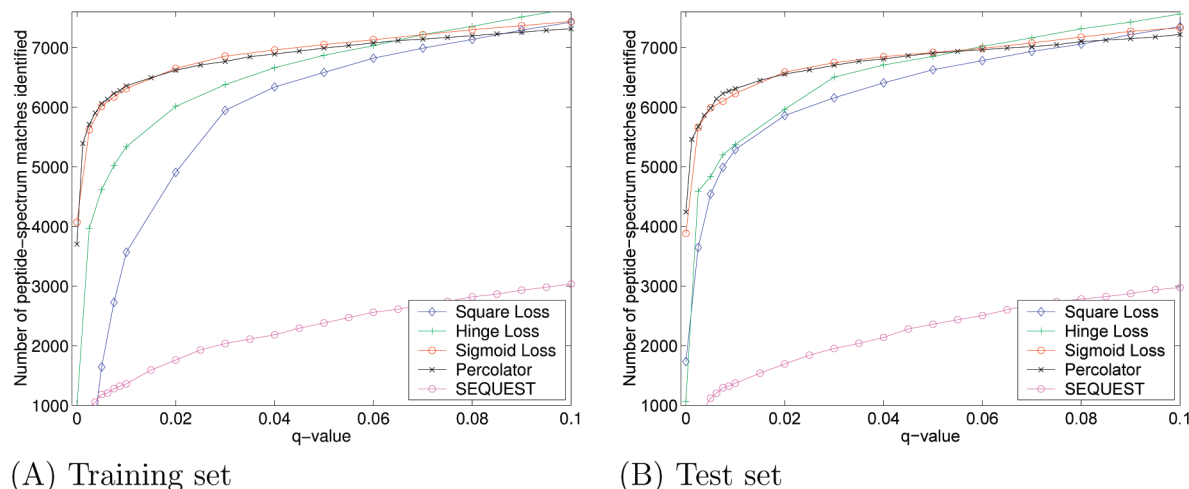 Number of peptide-spectrum matches identified
7000
6000
5000
4000
3000
2000
1000
0
0.02
0.04
0.06
0.08
0.1
q-value
Square Loss
Hinge Loss
Sigmoid Loss
Percolator
SEQUEST
(A) Training set
Number of peptide-spectrum matches identified
7000
6000
5000
4000
3000
2000
1000
0
0.02
0.04
0.06
0.08
0.1
q-value
Square Loss
Hinge Loss
Sigmoid Loss
Percolator
SEQUEST
(B) Test set